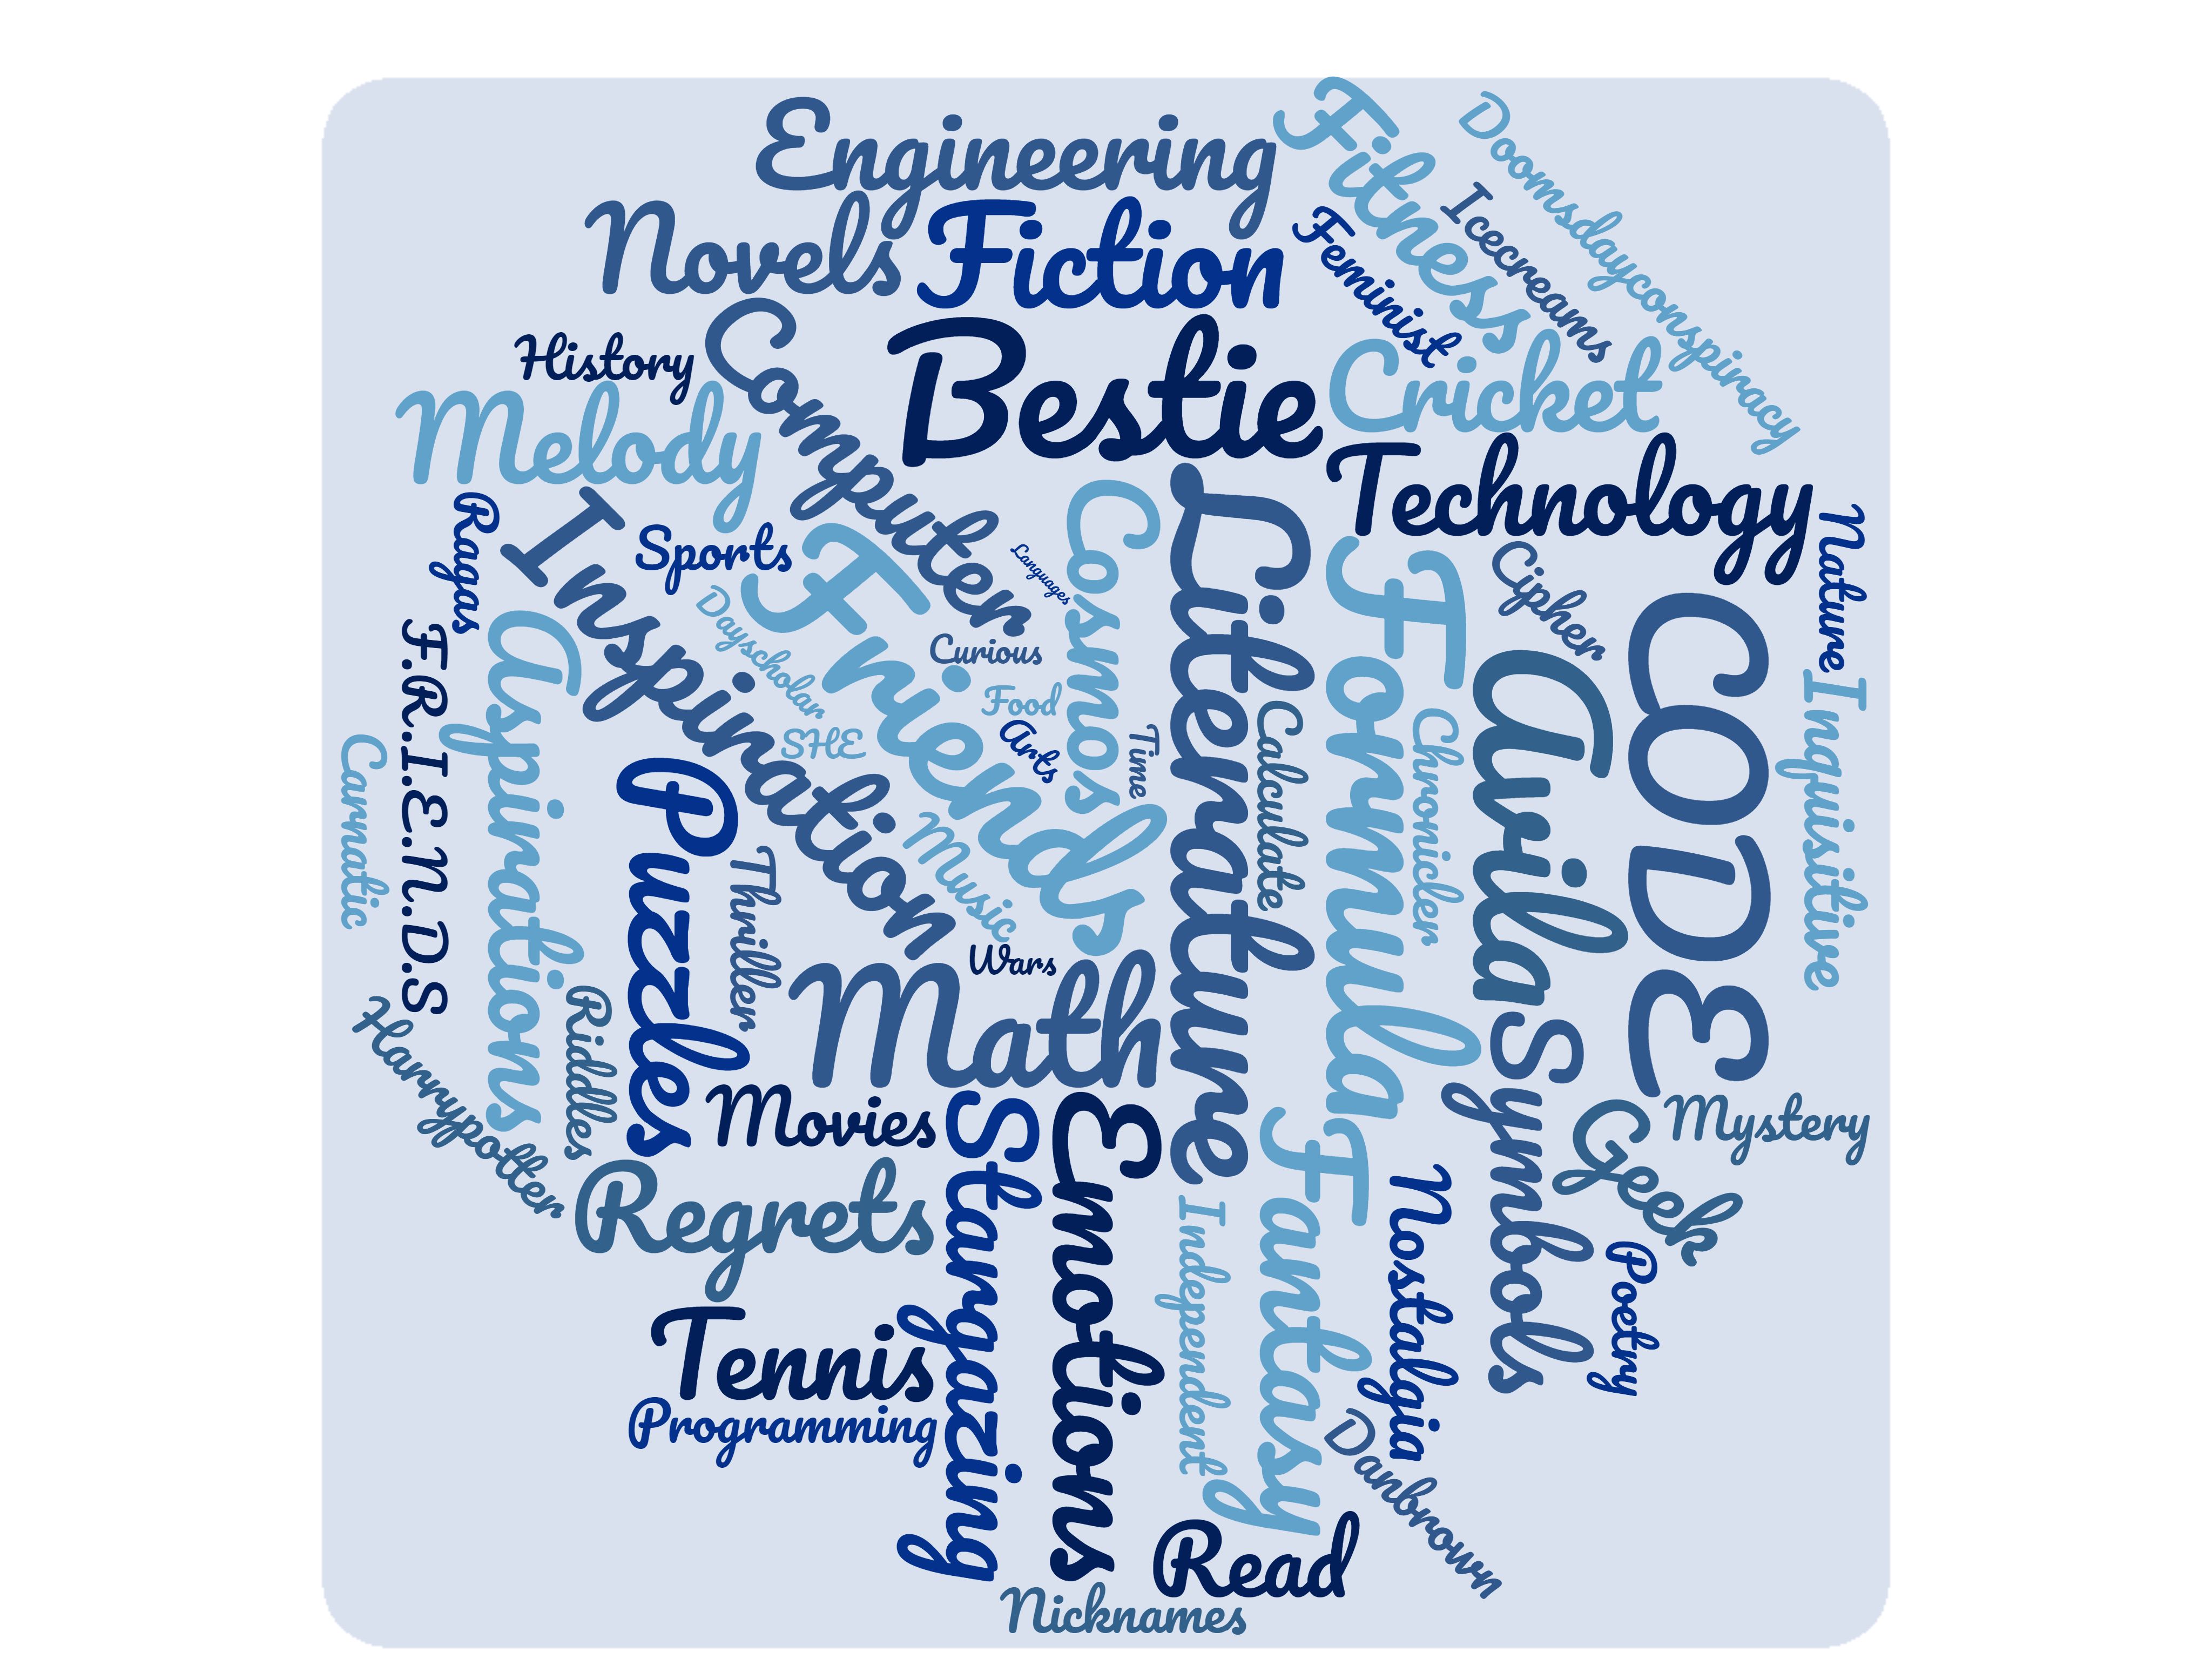 Engineering
Fitness
Doomsdayconspiracy
Novels
Fiction
Icecreams
Feminist
History
Computer
Bestie
Cricket
Melody
Technology
Ragas
Inspiration
Sports
Friends
Languages
Cosmos
Literature
Formula
Cipher
CODE
Nature
F.R.I.E.N.D.S
Aspirations
Dayscholar
Curious
Food
Arts
SHE
Time
Calculate
Chronicler
Aurilas
Inquisitive
Carnatic
Puzzles
Thriller
Music
Wars
Math
Harrypotter
Riddles
Movies
Stargazing
Emotions
Fantasy
Symbols
Geek
Mystery
Regrets
Independent
Nostalgia
Poetry
Tennis
Programming
Danbrown
Read
Nicknames